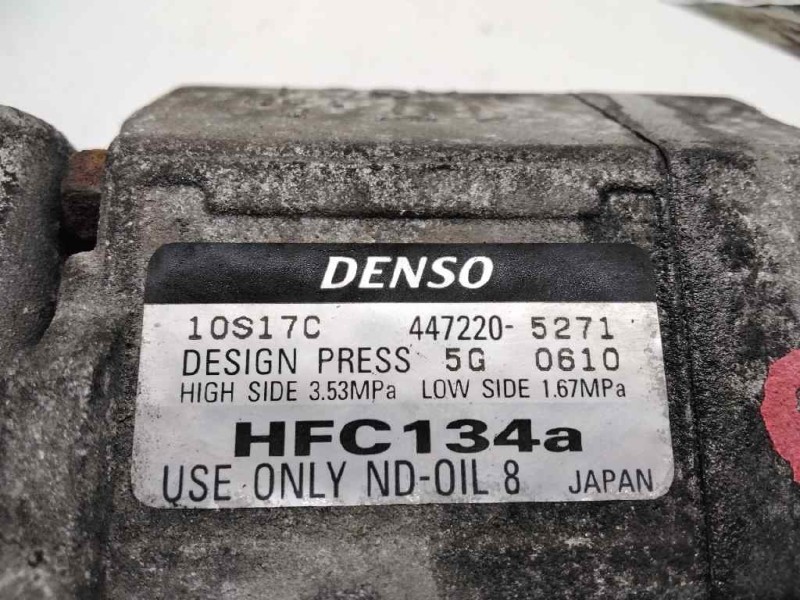 DENSO
10S17C 447220-5271
DESIGN PRESS 5G 0610
HIGH SIDE 3.53MPa LOW SIDE 1.67MPa
HFC134a
USE ONLY ND-OIL 8 JAPAN